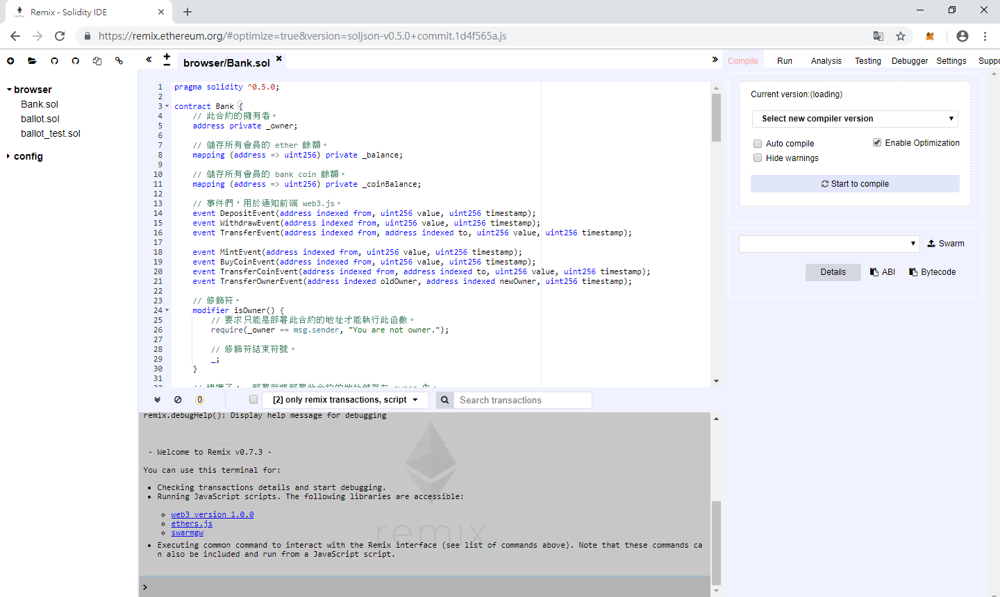 Remix - Solidity IDE
https://remix.ethereum.org/#optimize=true&version=soljson-v0.5.0+commit.1d4f565a.js
browser/Bank.sol
Compile Run Analysis Testing Debugger Settings Suppo
browser
Bank.sol
ballot.sol
ballot_test.sol
config
1 pragma solidity ^0.5.0;
2
3 contract Bank {
4 // 此合約的擁有者。
5 address private _owner;
6
7 // 儲存所有會員的 ether 餘額。
8 mapping (address => uint256) private _balance;
9
10 // 儲存所有會員的 bank coin 餘額。
11 mapping (address => uint256) private _coinBalance;
12
13 // 事件們，用於通知前端 web3.js。
14 event DepositEvent(address indexed from, uint256 value, uint256 timestamp);
15 event WithdrawEvent(address indexed from, uint256 value, uint256 timestamp);
16 event TransferEvent(address indexed from, address indexed to, uint256 value, uint256 timestamp);
17
18 event MintEvent(address indexed from, uint256 value, uint256 timestamp);
19 event BuyCoinEvent(address indexed from, uint256 value, uint256 timestamp);
20 event TransferCoinEvent(address indexed from, address indexed to, uint256 value, uint256 timestamp);
21 event TransferOwnerEvent(address indexed oldOwner, address indexed newOwner, uint256 timestamp);
22
23 // 修飾符。
24 modifier isOwner() {
25 // 要求只能是部署此合約的地址才能執行此函數。
26 require(_owner == msg.sender, "You are not owner.");
27
28 // 修飾符結束符號。
29 _;
30 }
31
Current version:(loading)
Select new compiler version
Auto compile
Enable Optimization
Hide warnings
Start to compile
Swarm
Details
ABI
Bytecode
0
[2] only remix transactions, script
Search transactions
remix.debugHelp(): Display help message for debugging
- Welcome to Remix v0.7.3 -
You can use this terminal for:
• Checking transactions details and start debugging.
• Running JavaScript scripts. The following libraries are accessible:
web3 version 1.0.0
ethers.js
swarmgw
• Executing common command to interact with the Remix interface (see list of commands above). Note that these commands ca
n also be included and run from a JavaScript script.
remix
>